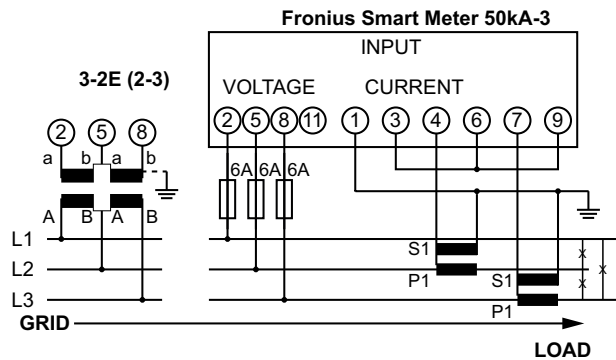 Fronius Smart Meter 50kA-3
INPUT
3-2E (2-3)
VOLTAGE CURRENT
2 5 8
2 5 8 11 1 3 4 6 7 9
a b a b
6A 6A 6A
A B A B
L1
S1
L2
P1
S1
L3
P1
GRID
LOAD
x
x
x